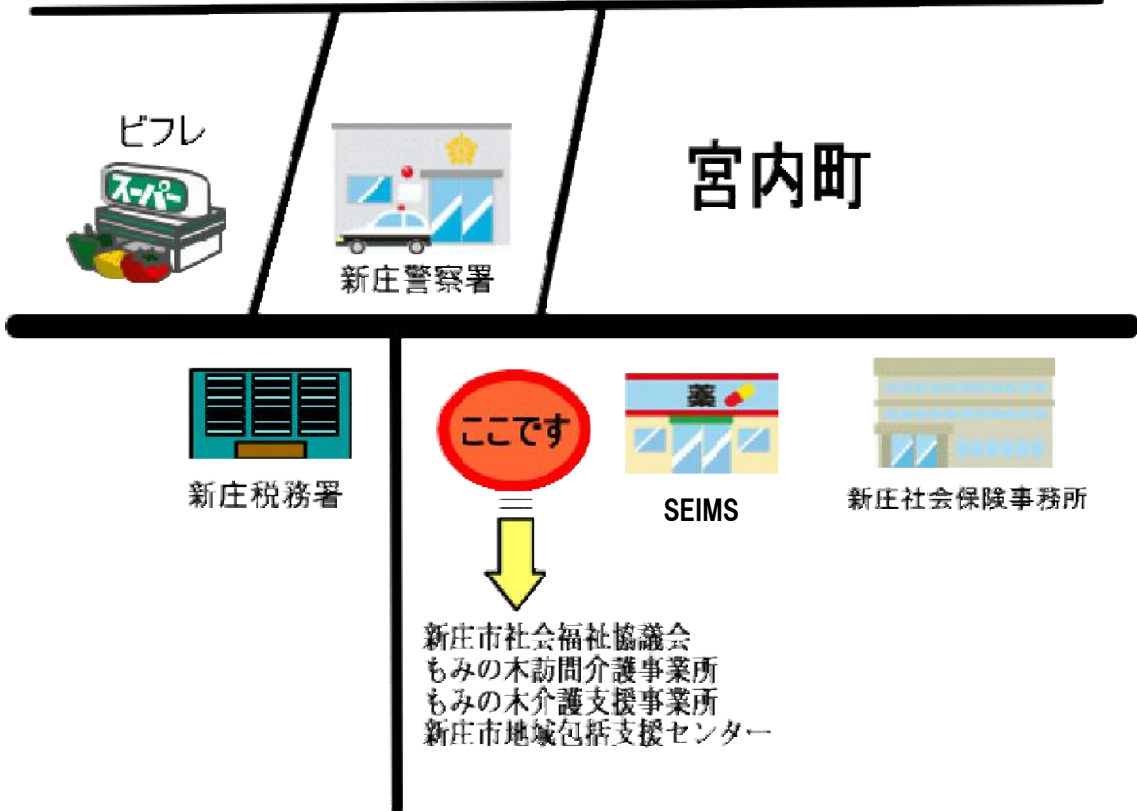 ビフレ
スーパー
新庄警察署
宮内町
新庄税務署
ここです
薬
SEIMS
新庄社会保険事務所
新庄市社会福祉協議会
もみの木訪問介護事業所
もみの木介護支援事業所
新庄市地域包括支援センター